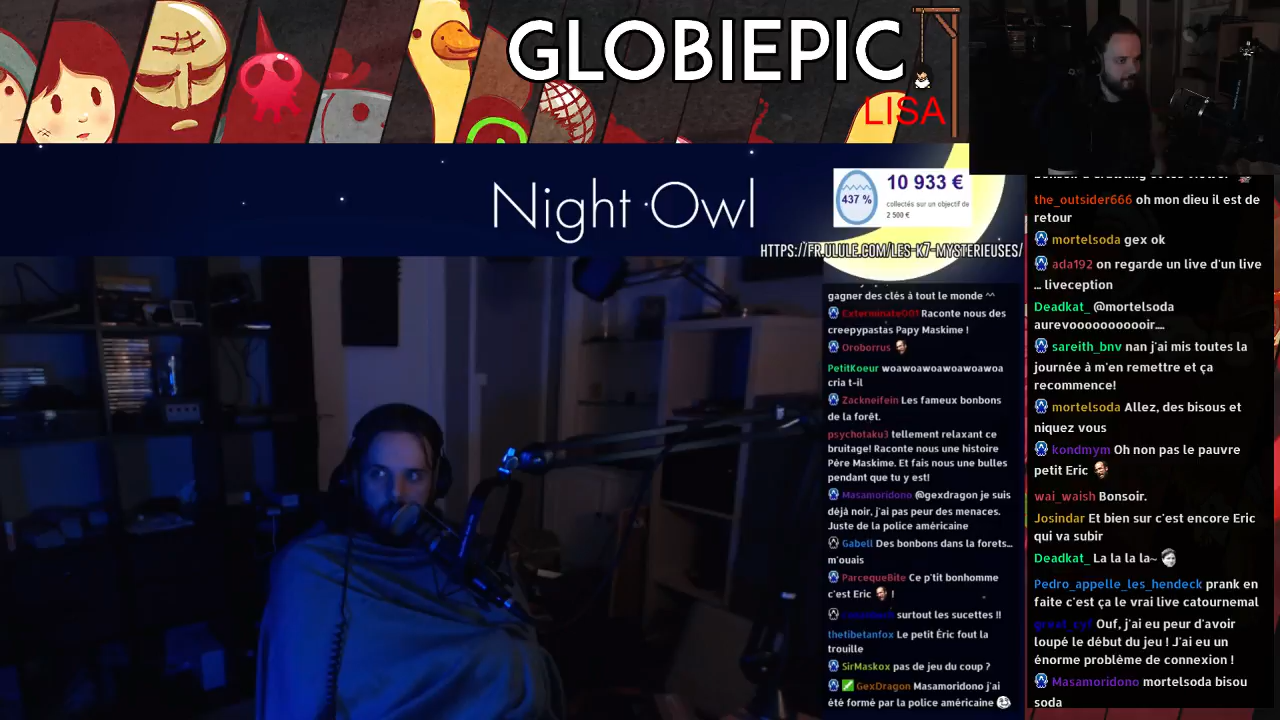 GLOBIEPIC
LISA
Night Owl
10 933 €
437 %
collectés sur un objectif de
2 500 €
HTTPS://FR.ULULE.COM/LES-K7-MYSTERIEUSES/
gagner des clés à tout le monde ^^
Exterminate001 Raconte nous des
creepypastas Papy Maskime !
Oroborrus
PetitKoeur woawoawoawoawoawoa
cria t-il
Zackneifein Les fameux bonbons
de la forêt.
psychotaku3 tellement relaxant ce
bruitage! Raconte nous une histoire
Père Maskime. Et fais nous une bulles
pendant que tu y est!
Masamoridono @gexdragon je suis
déjà noir, j'ai pas peur des menaces.
Juste de la police américaine
Gabell Des bonbons dans la forets...
m'ouais
ParcequeBite Ce p'tit bonhomme
c'est Eric !
surtout les sucettes !!
thetibetanfox Le petit Éric fout la
trouille
SirMaskox pas de jeu du coup ?
GexDragon Masamoridono j'ai
été formé par la police américaine
the_outsider666 oh mon dieu il est de
retour
mortelsoda gex ok
ada192 on regarde un live d'un live
... liveception
Deadkat_ @mortelsoda
aurevoooooooooir....
sareith_bnv nan j'ai mis toutes la
journée à m'en remettre et ça
recommence!
mortelsoda Allez, des bisous et
niquez vous
kondmym Oh non pas le pauvre
petit Eric
wai_waish Bonsoir.
Josindar Et bien sur c'est encore Eric
qui va subir
Deadkat_ La la la la~
Pedro_appelle_les_hendeck prank en
faite c'est ça le vrai live catournemal
great_cyf Ouf, j'ai eu peur d'avoir
loupé le début du jeu ! J'ai eu un
énorme problème de connexion !
Masamoridono mortelsoda bisou
soda